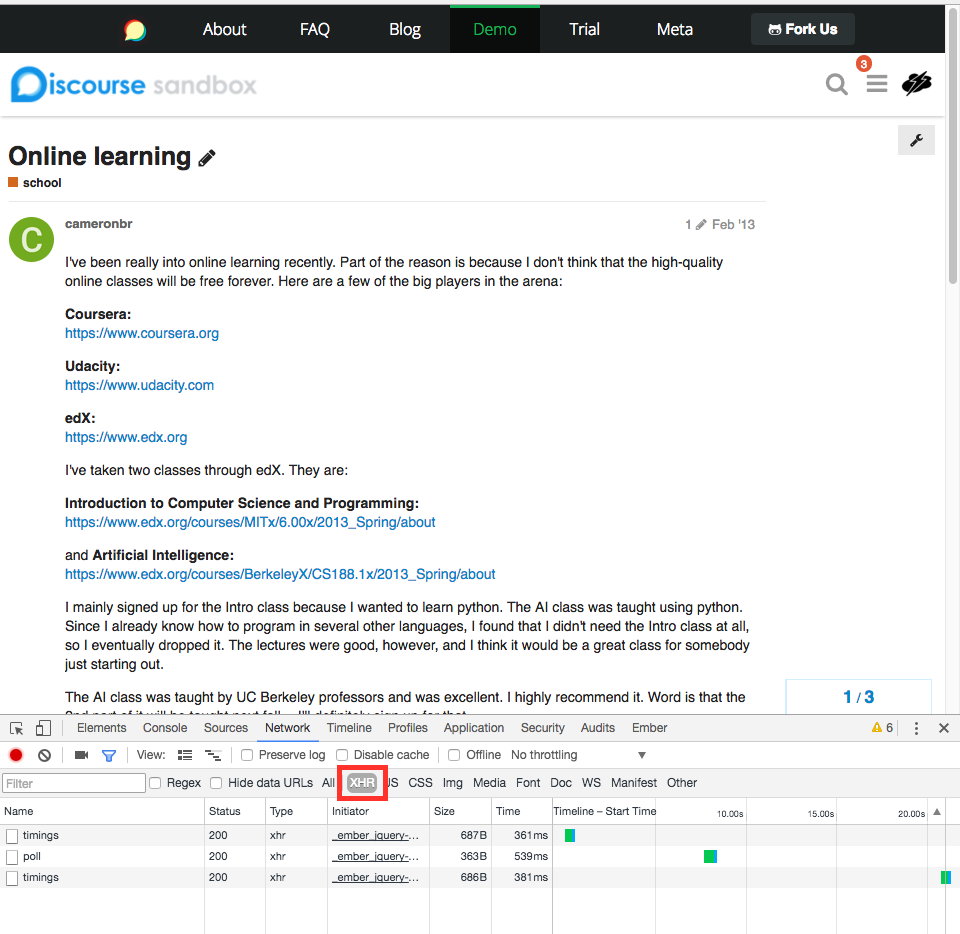 About FAQ Blog Demo Trial Meta Fork Us
Discourse sandbox
3
Online learning
school
C
cameronbr 1 Feb '13
I've been really into online learning recently. Part of the reason is because I don't think that the high-quality
online classes will be free forever. Here are a few of the big players in the arena:
Coursera:
https://www.coursera.org
Udacity:
https://www.udacity.com
edX:
https://www.edx.org
I've taken two classes through edX. They are:
Introduction to Computer Science and Programming:
https://www.edx.org/courses/MITx/6.00x/2013_Spring/about
and Artificial Intelligence:
https://www.edx.org/courses/BerkeleyX/CS188.1x/2013_Spring/about
I mainly signed up for the Intro class because I wanted to learn python. The AI class was taught using python.
Since I already know how to program in several other languages, I found that I didn't need the Intro class at all,
so I eventually dropped it. The lectures were good, however, and I think it would be a great class for somebody
just starting out.
The AI class was taught by UC Berkeley professors and was excellent. I highly recommend it. Word is that the
1 / 3
Elements Console Sources Network Timeline Profiles Application Security Audits Ember 6
View: Preserve log Disable cache Offline No throttling
Filter Regex Hide data URLs All XHR JS CSS Img Media Font Doc WS Manifest Other
Name Status Type Initiator Size Time Timeline – Start Time 10.00s 15.00s 20.00s
timings 200 xhr _ember_jquery-... 687 B 361 ms
poll 200 xhr _ember_jquery-... 363 B 539 ms
timings 200 xhr _ember_jquery-... 686 B 381 ms